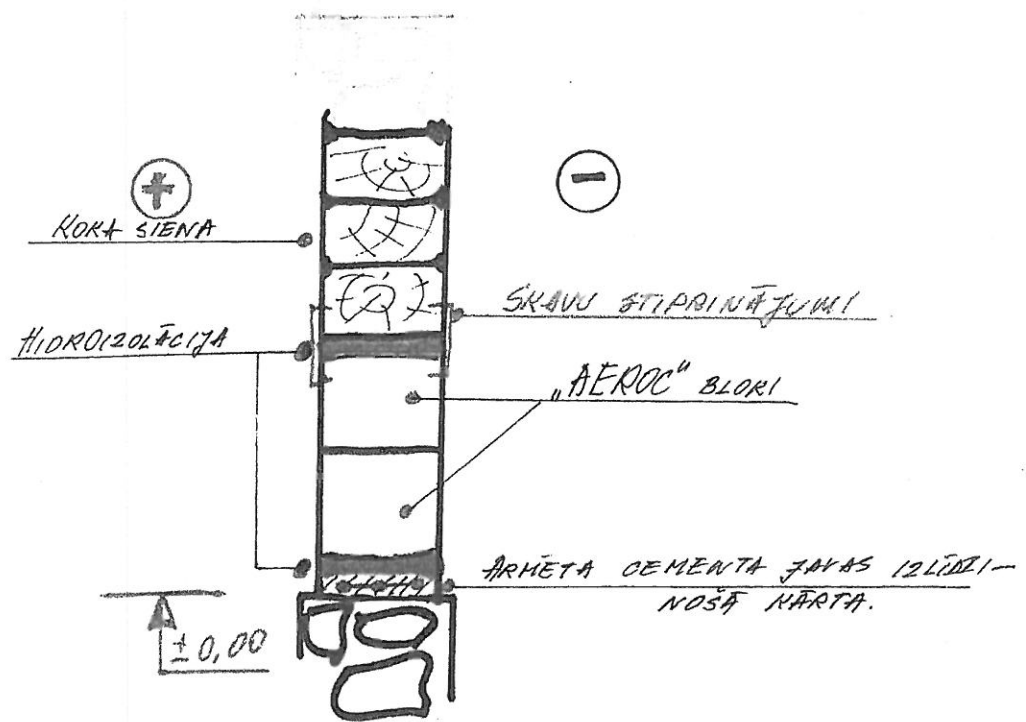 +
−
KOKA SIENA
SKAVU STIPRINĀJUMI
HIDROIZOLĀCIJA
„AEROC“ BLOKI
ARMĒTA CEMENTA JAVAS IZLĪDZI-
NOŠĀ KĀRTA.
±0,00